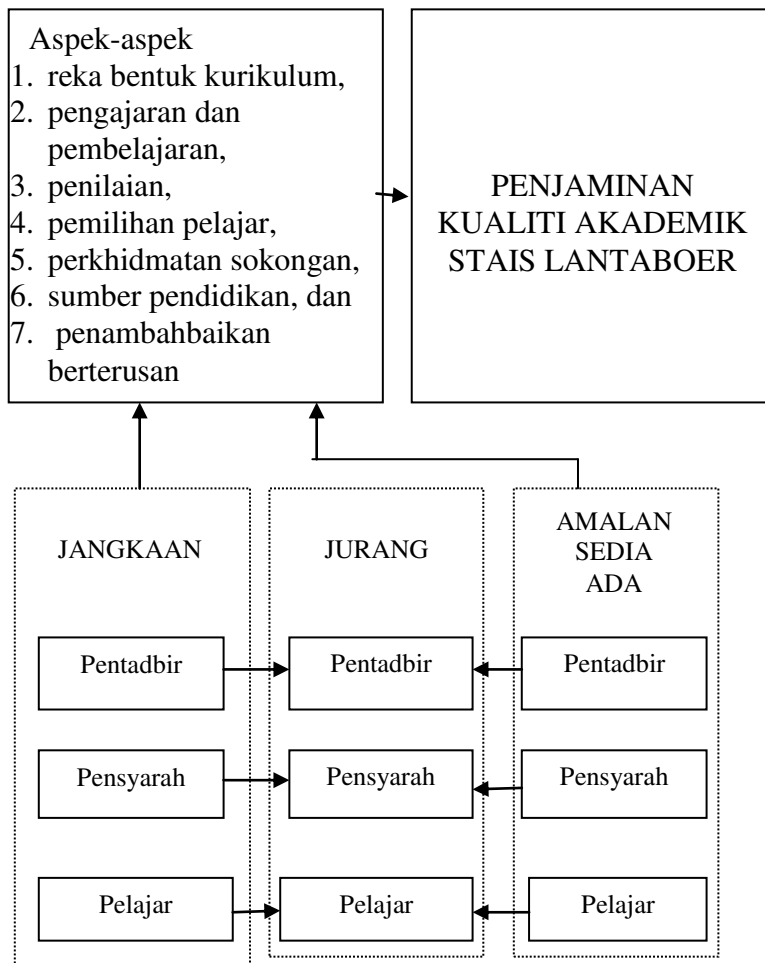 Aspek-aspek
1. reka bentuk kurikulum,
2. pengajaran dan
pembelajaran,
3. penilaian,
4. pemilihan pelajar,
5. perkhidmatan sokongan,
6. sumber pendidikan, dan
7. penambahbaikan
berterusan
PENJAMINAN
KUALITI AKADEMIK
STAIS LANTABOER
JANGKAAN
JURANG
AMALAN
SEDIA
ADA
Pentadbir
Pentadbir
Pentadbir
Pensyarah
Pensyarah
Pensyarah
Pelajar
Pelajar
Pelajar